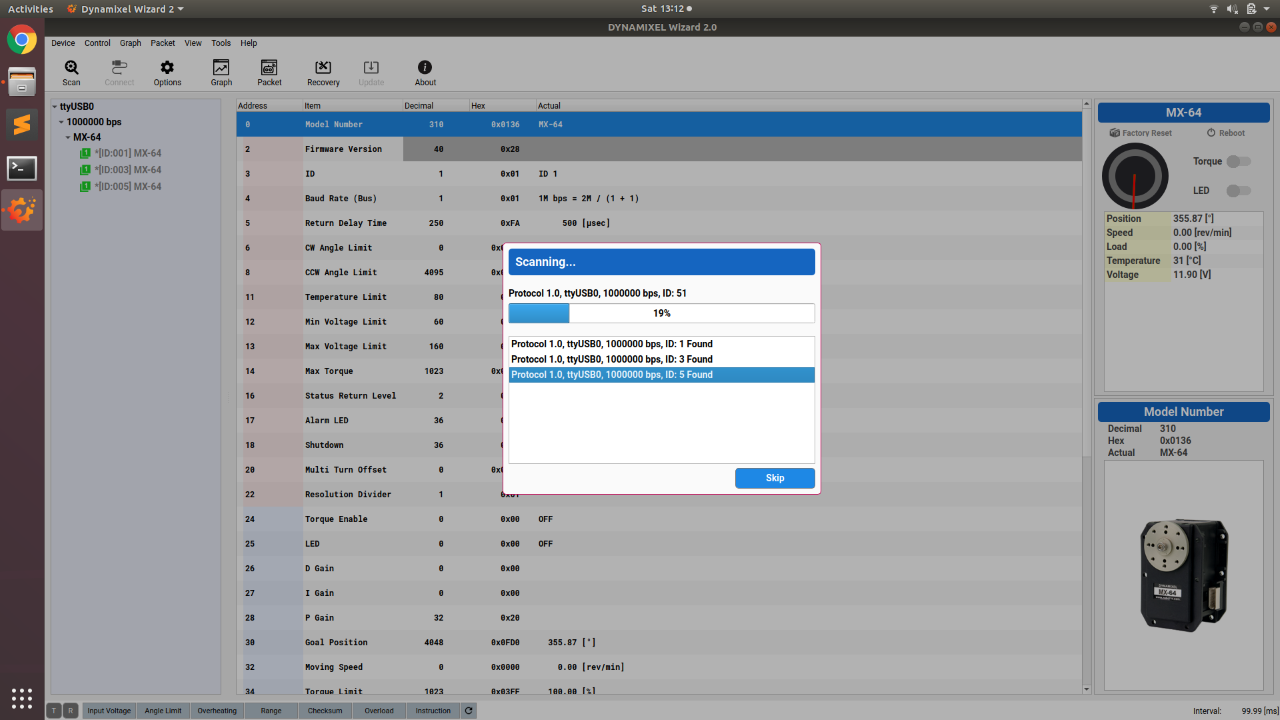 Activities Dynamixel Wizard 2 Sat 13:12
DYNAMIXEL Wizard 2.0
Device Control Graph Packet View Tools Help
Scan Connect Options Graph Packet Recovery Update About
ttyUSB0
1000000 bps
MX-64
*[ID:001] MX-64
*[ID:003] MX-64
*[ID:005] MX-64
Address Item Decimal Hex Actual
0 Model Number 310 0x0136 MX-64
2 Firmware Version 40 0x28
3 ID 1 0x01 ID 1
4 Baud Rate (Bus) 1 0x01 1M bps = 2M / (1 + 1)
5 Return Delay Time 250 0xFA 500 [μsec]
6 CW Angle Limit 0
8 CCW Angle Limit 4095
11 Temperature Limit 80
12 Min Voltage Limit 60
13 Max Voltage Limit 160
14 Max Torque 1023
16 Status Return Level 2
17 Alarm LED 36
18 Shutdown 36
20 Multi Turn Offset 0
22 Resolution Divider 1 0x01
24 Torque Enable 0 0x00 OFF
25 LED 0 0x00 OFF
26 D Gain 0 0x00
27 I Gain 0 0x00
28 P Gain 32 0x20
30 Goal Position 4048 0x0FD0 355.87 [°]
32 Moving Speed 0 0x0000 0.00 [rev/min]
34 Torque Limit 1023 0x03FF 100.00 [%]
Scanning...
Protocol 1.0, ttyUSB0, 1000000 bps, ID: 51
19%
Protocol 1.0, ttyUSB0, 1000000 bps, ID: 1 Found
Protocol 1.0, ttyUSB0, 1000000 bps, ID: 3 Found
Protocol 1.0, ttyUSB0, 1000000 bps, ID: 5 Found
Skip
MX-64
Factory Reset Reboot
Torque
LED
Position 355.87 [°]
Speed 0.00 [rev/min]
Load 0.00 [%]
Temperature 31 [°C]
Voltage 11.90 [V]
Model Number
Decimal 310
Hex 0x0136
Actual MX-64
DYNAMIXEL
MX-64
T R Input Voltage Angle Limit Overheating Range Checksum Overload Instruction
Interval: 99.99 [ms]